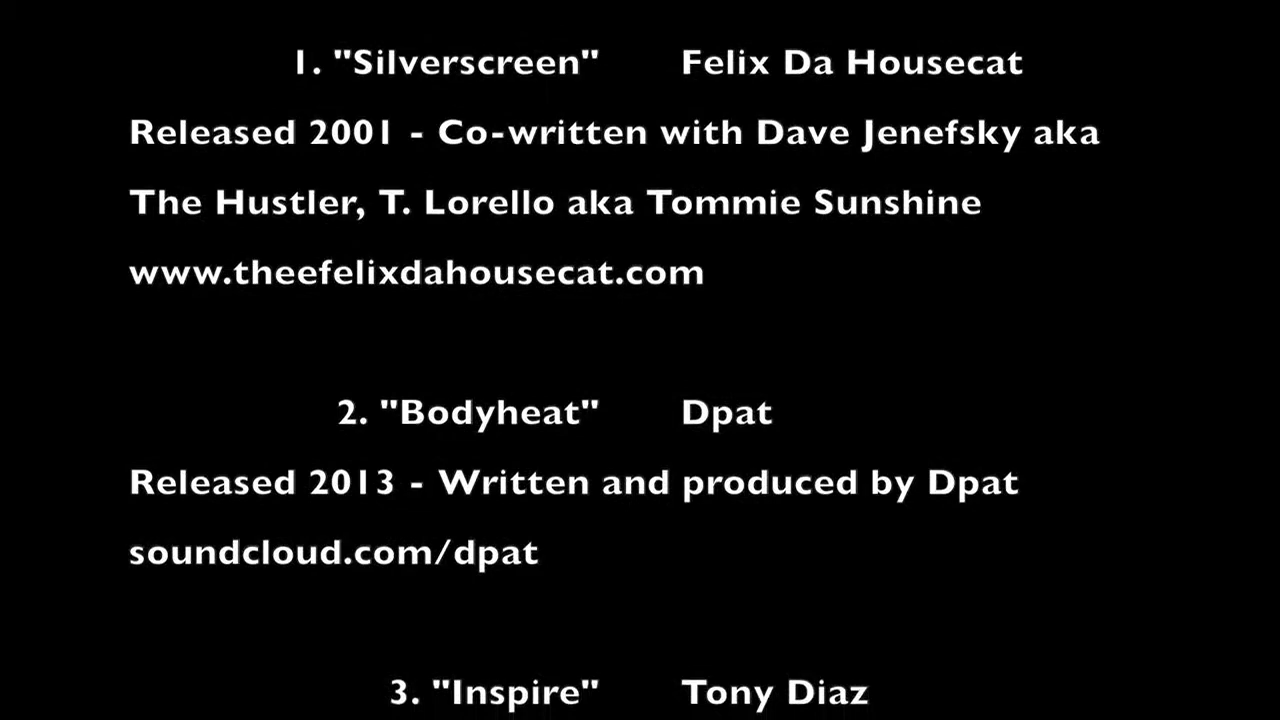 1. "Silverscreen" Felix Da Housecat
Released 2001 - Co-written with Dave Jenefsky aka
The Hustler, T. Lorello aka Tommie Sunshine
www.theefelixdahousecat.com
2. "Bodyheat" Dpat
Released 2013 - Written and produced by Dpat
soundcloud.com/dpat
3. "Inspire" Tony Diaz